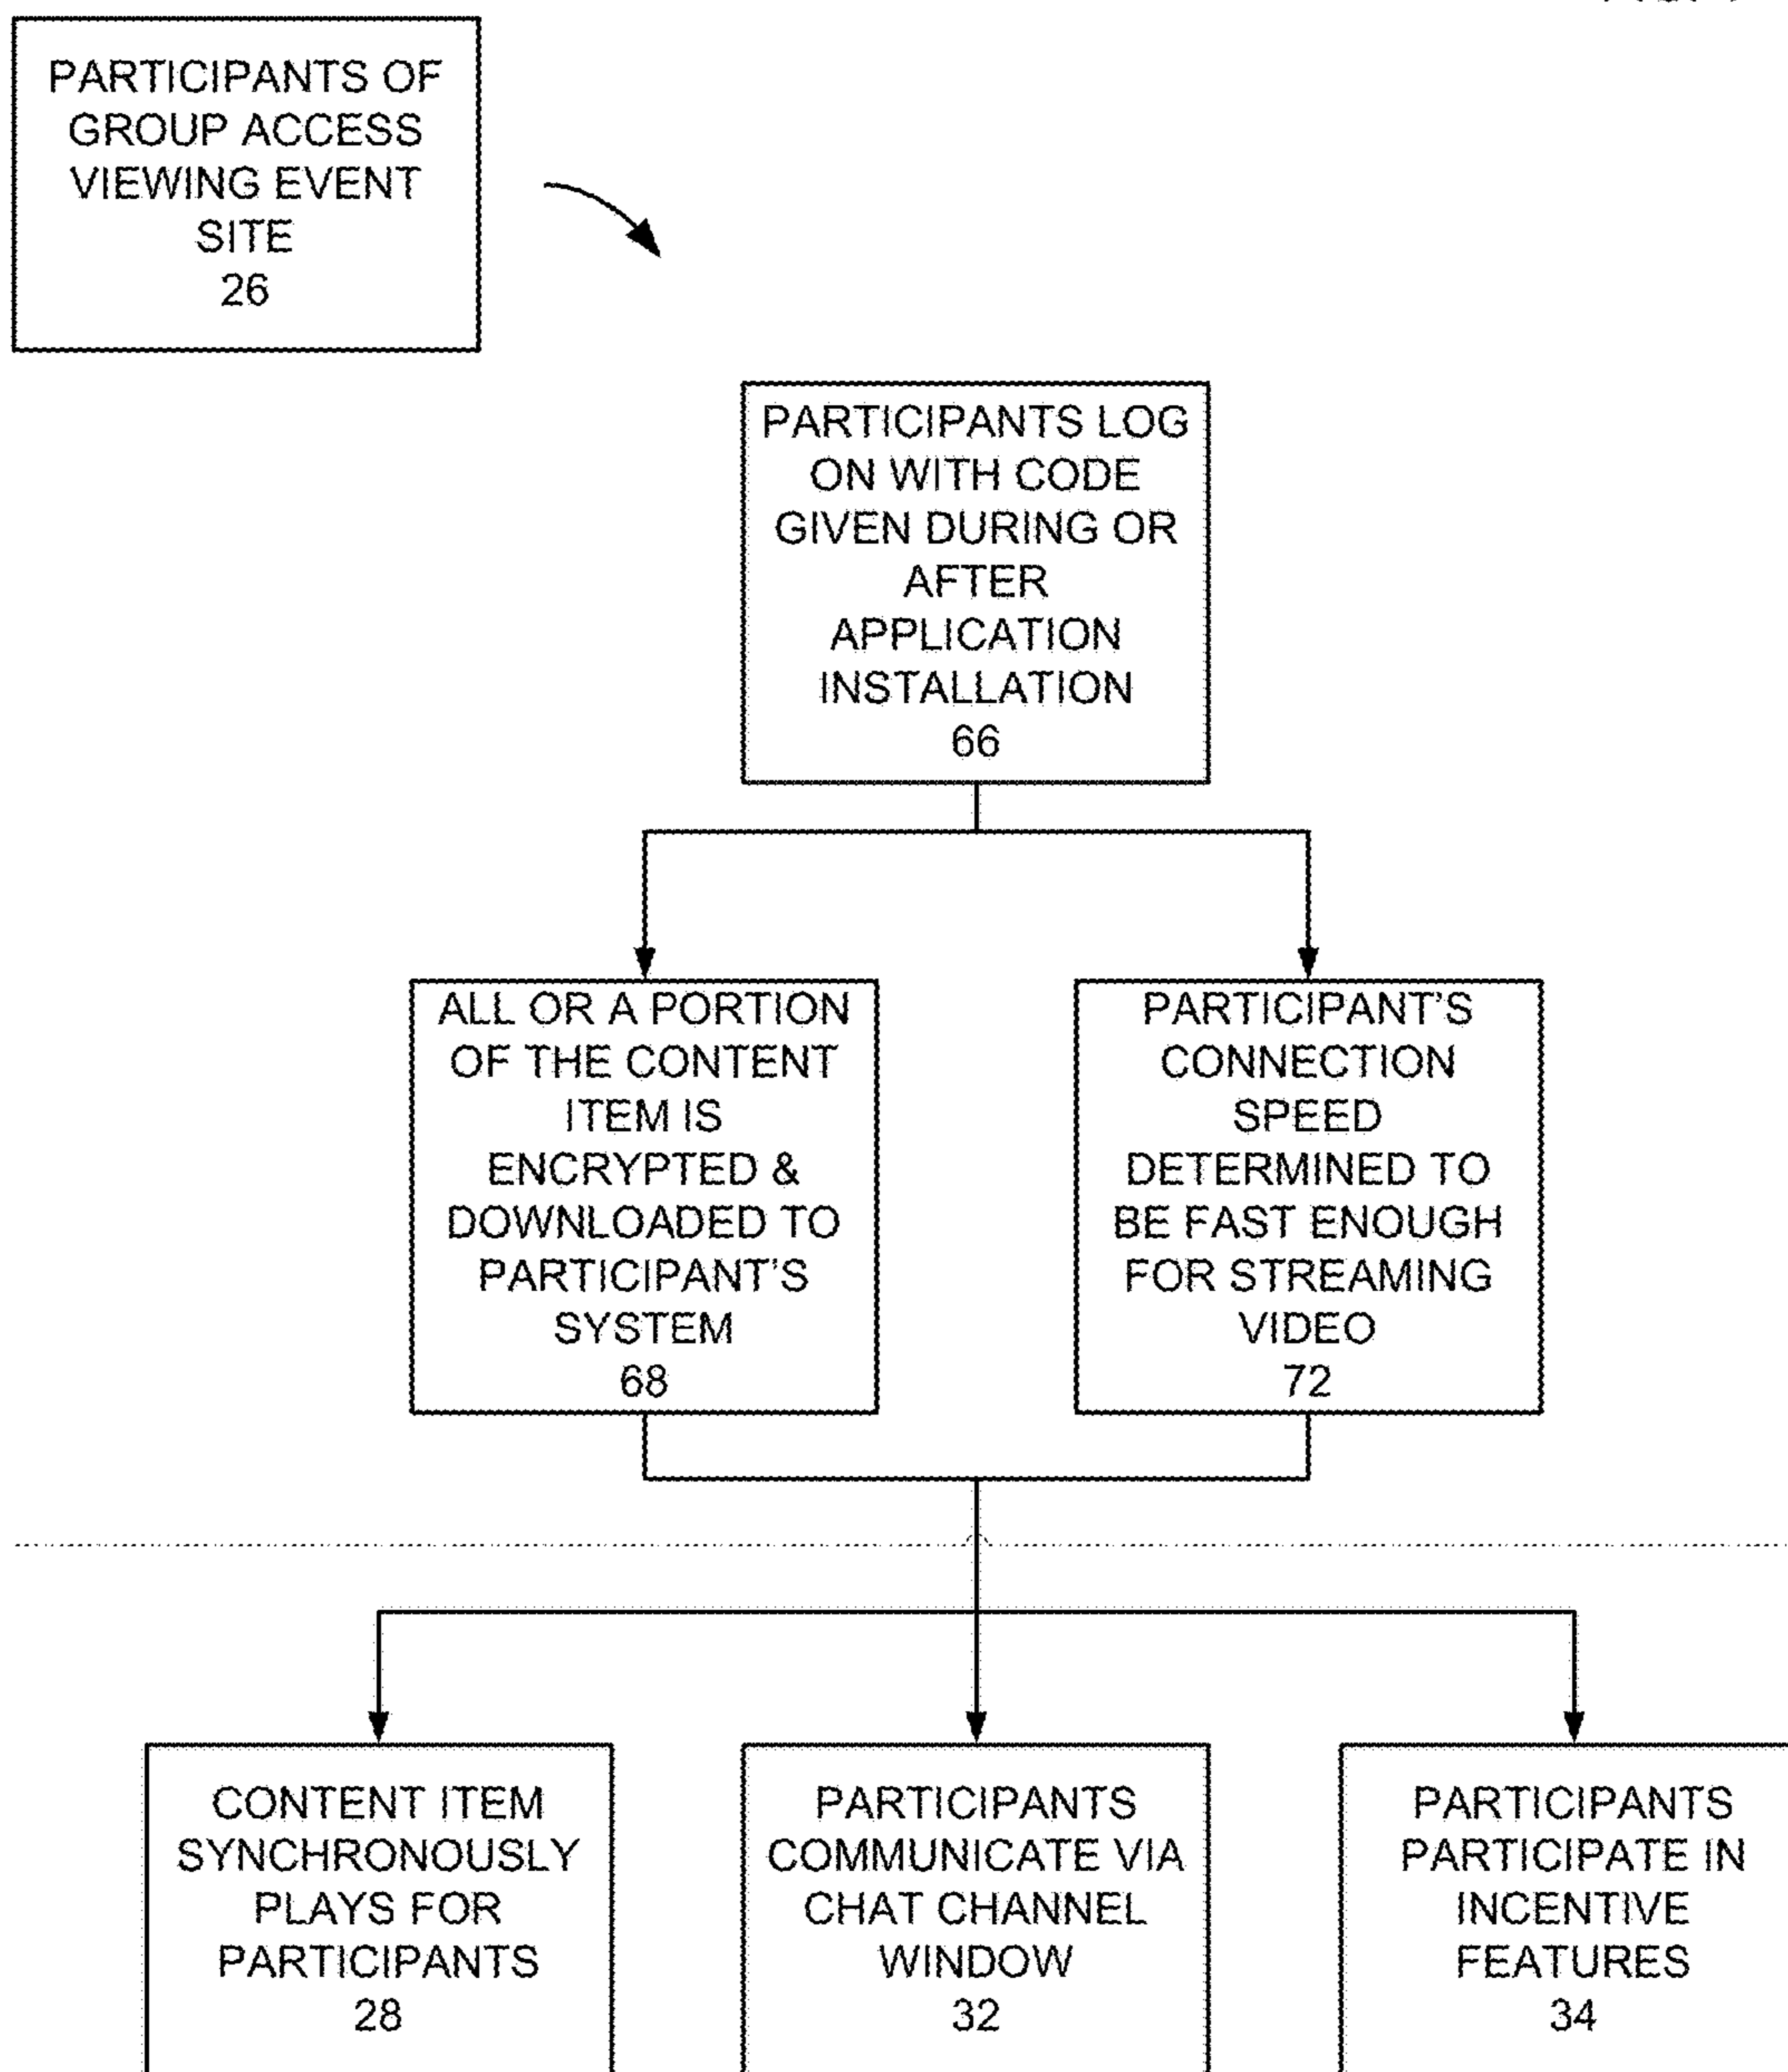 PARTICIPANTS OF
GROUP ACCESS
VIEWING EVENT
SITE
26
PARTICIPANTS LOG
ON WITH CODE
GIVEN DURING OR
AFTER
APPLICATION
INSTALLATION
66
ALL OR A PORTION
OF THE CONTENT
ITEM IS
ENCRYPTED &
DOWNLOADED TO
PARTICIPANT'S
SYSTEM
68
PARTICIPANT'S
CONNECTION
SPEED
DETERMINED TO
BE FAST ENOUGH
FOR STREAMING
VIDEO
72
CONTENT ITEM
SYNCHRONOUSLY
PLAYS FOR
PARTICIPANTS
28
PARTICIPANTS
COMMUNICATE VIA
CHAT CHANNEL
WINDOW
32
PARTICIPANTS
PARTICIPATE IN
INCENTIVE
FEATURES
34